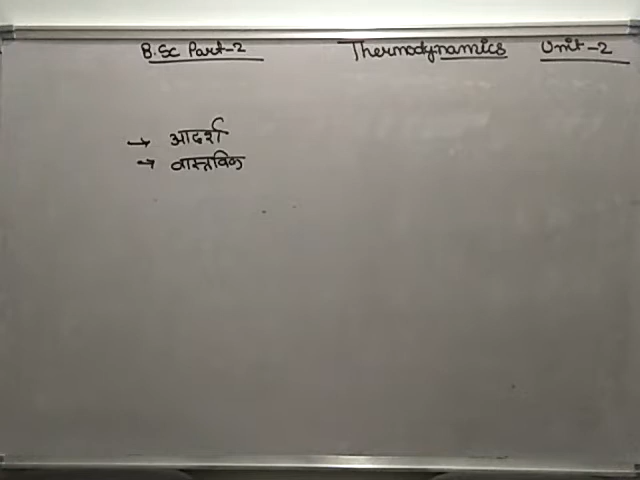 B.Sc Part-2 Thermodynamics Unit-2
→ आदर्श
→ वास्तविक